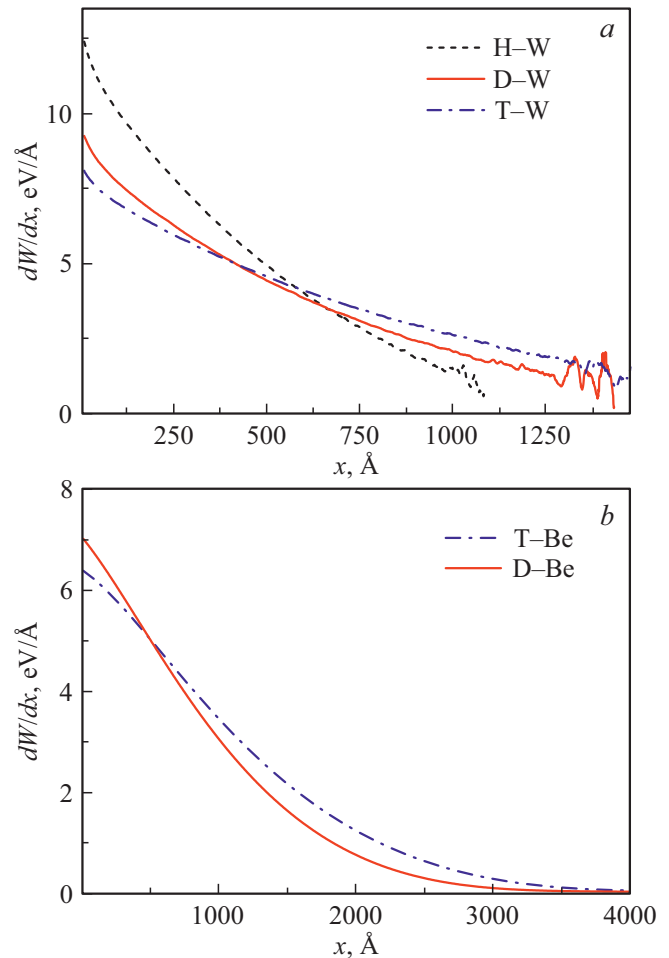 a
H–W
D–W
T–W
10
5
0
dW/dx, eV/Å
250
500
750
1000
1250
x, Å
b
T–Be
D–Be
8
6
4
2
0
dW/dx, eV/Å
1000
2000
3000
4000
x, Å